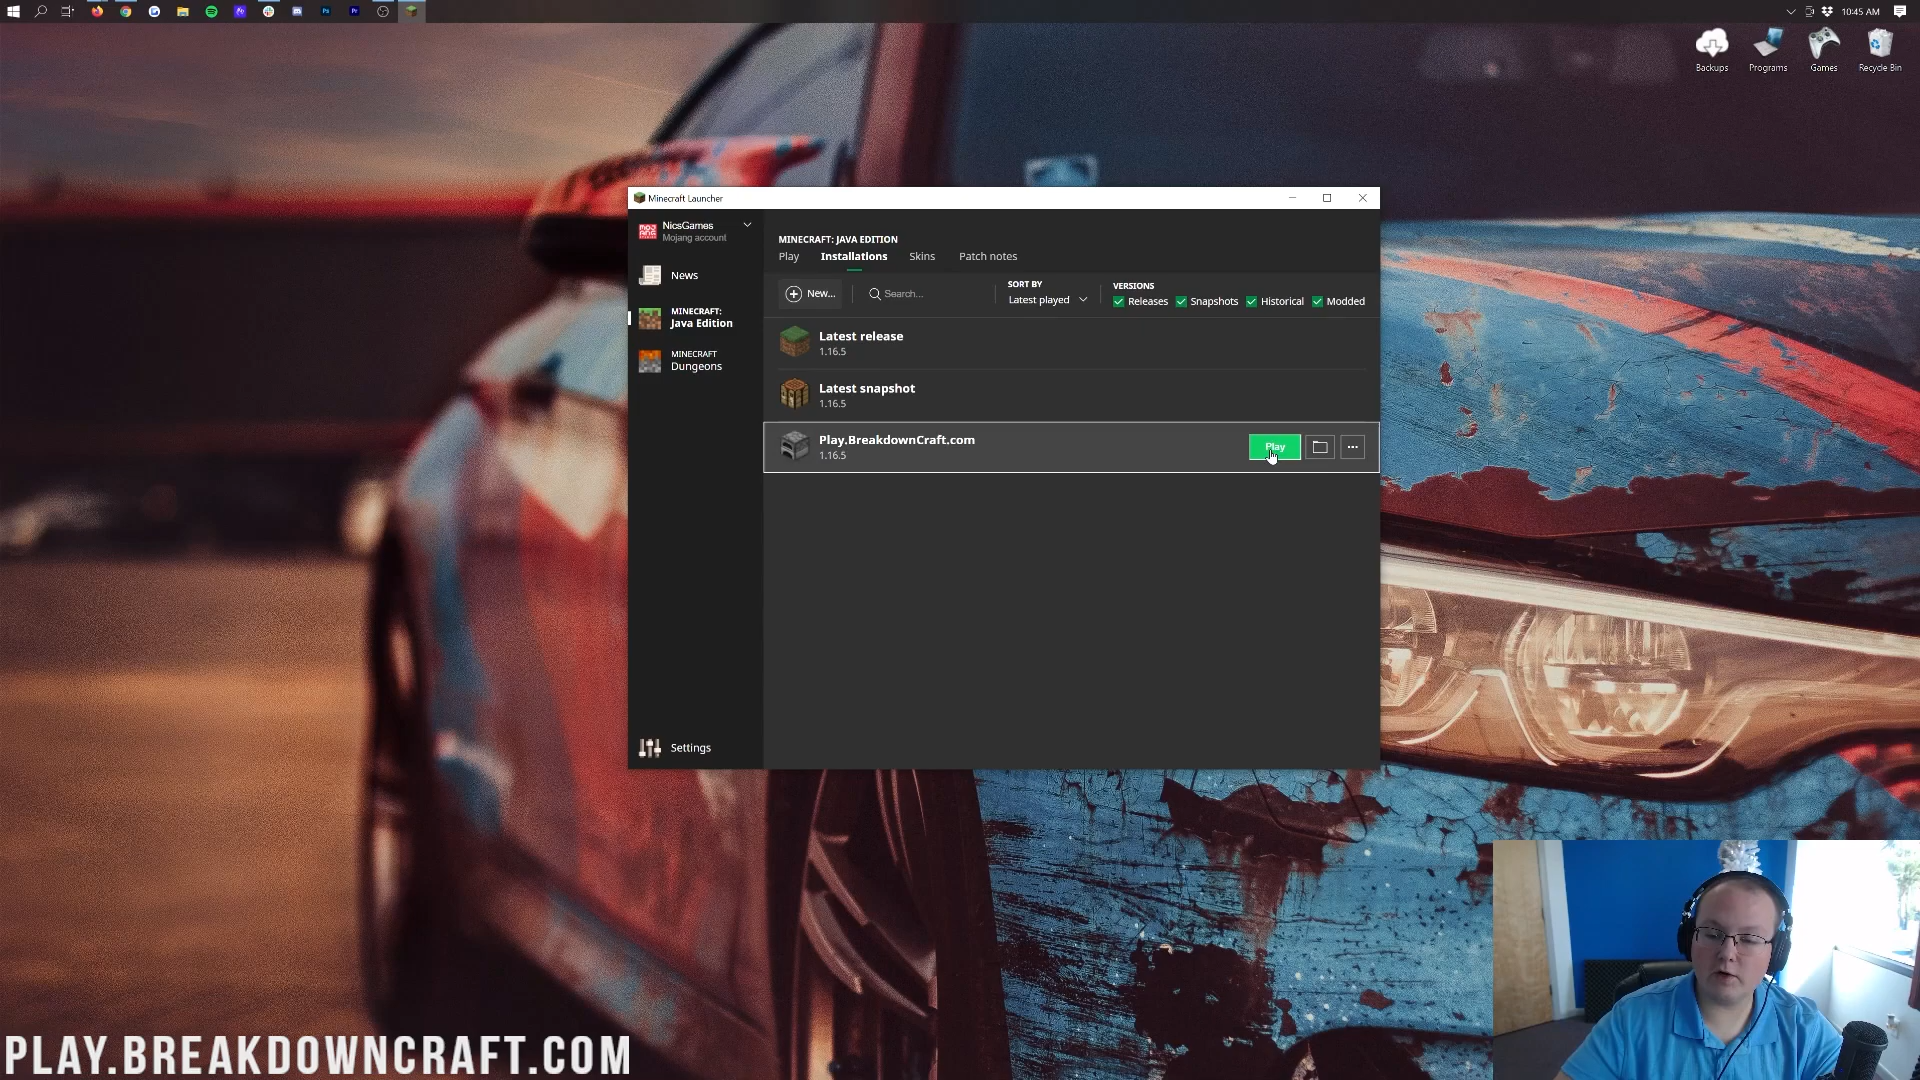 10:45 AM
Backups
Programs
Games
Recycle Bin
Minecraft Launcher
NicsGames
Mojang account
News
MINECRAFT:
Java Edition
MINECRAFT
Dungeons
Settings
MINECRAFT: JAVA EDITION
Play
Installations
Skins
Patch notes
New...
Search...
SORT BY
Latest played
VERSIONS
Releases
Snapshots
Historical
Modded
Latest release
1.16.5
Latest snapshot
1.16.5
Play.BreakdownCraft.com
1.16.5
Play
PLAY.BREAKDOWNCRAFT.COM